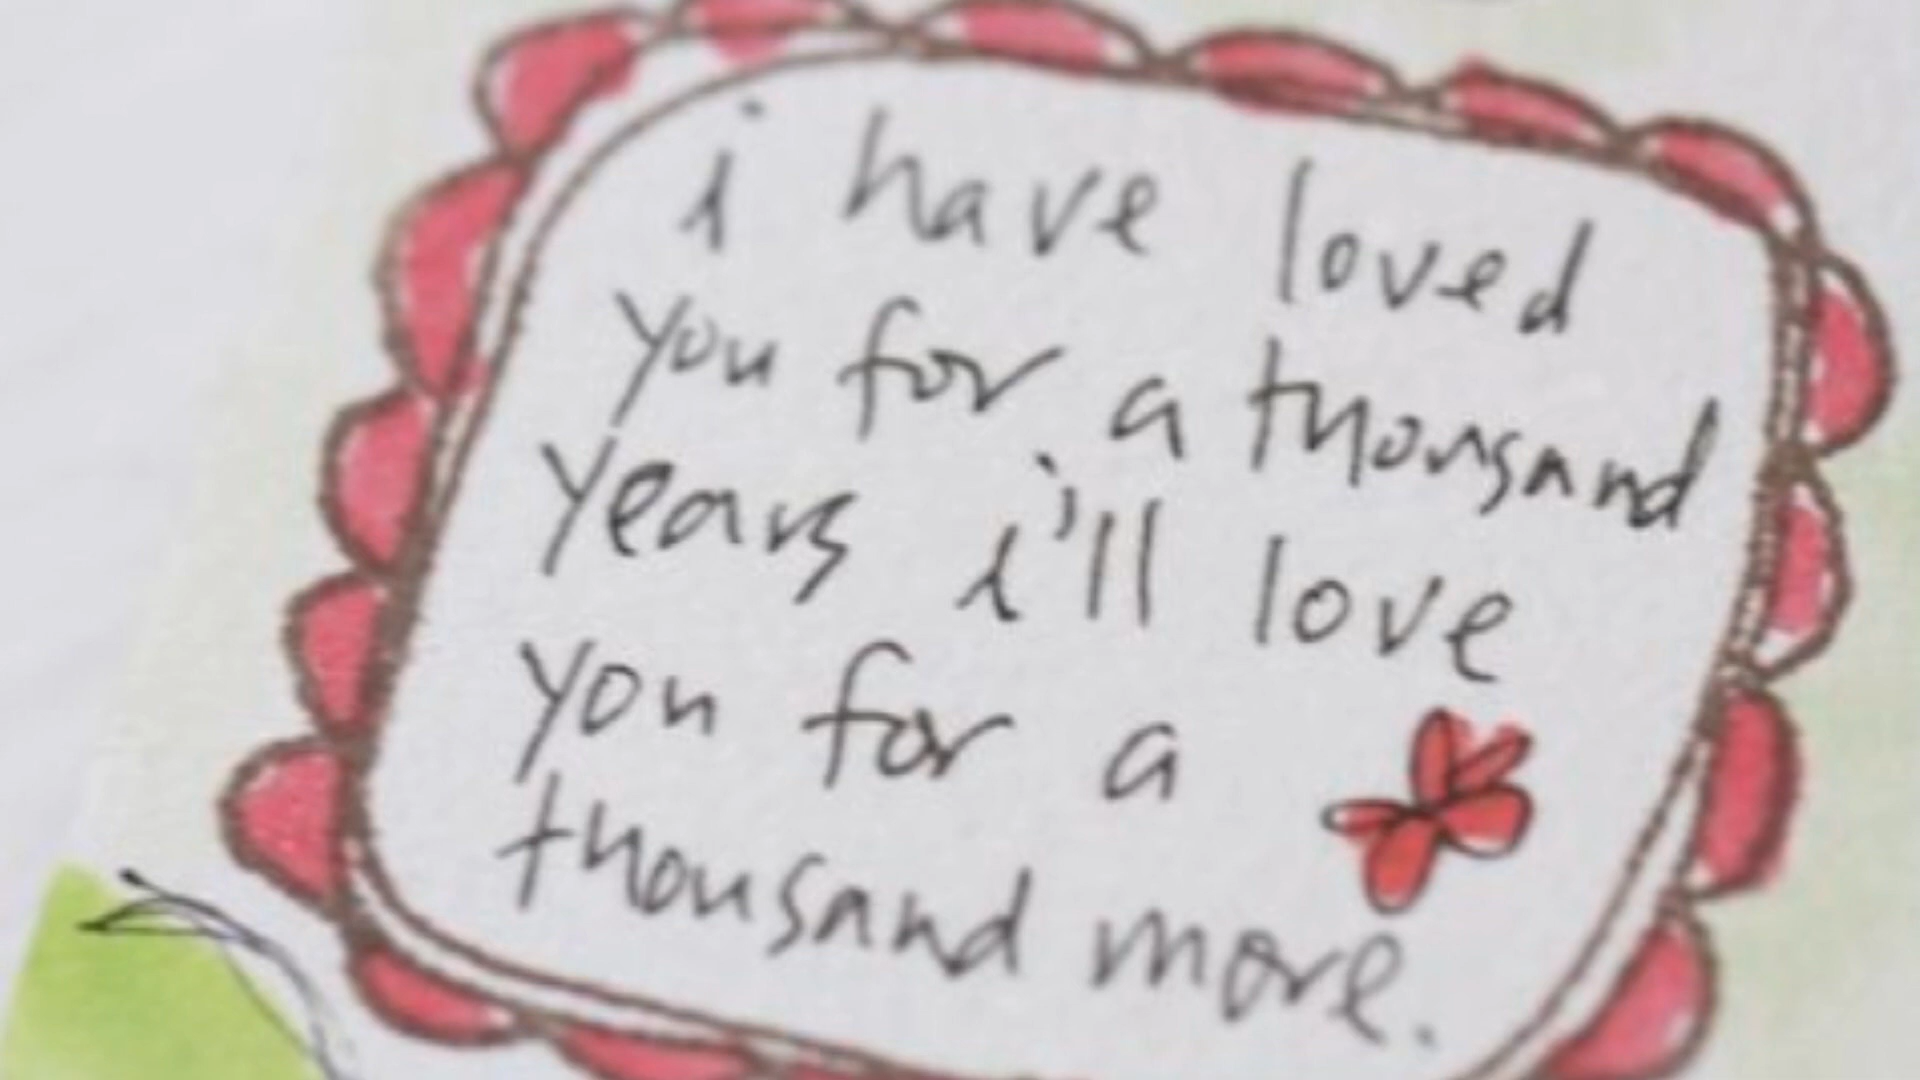 i have loved
you for a thousand
years i'll love
you for a
thousand more.